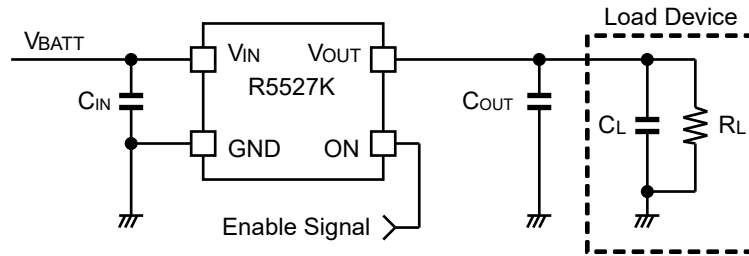 Load Device
VBATT
VIN
VOUT
R5527K
CIN
COUT
CL
RL
GND
ON
Enable Signal